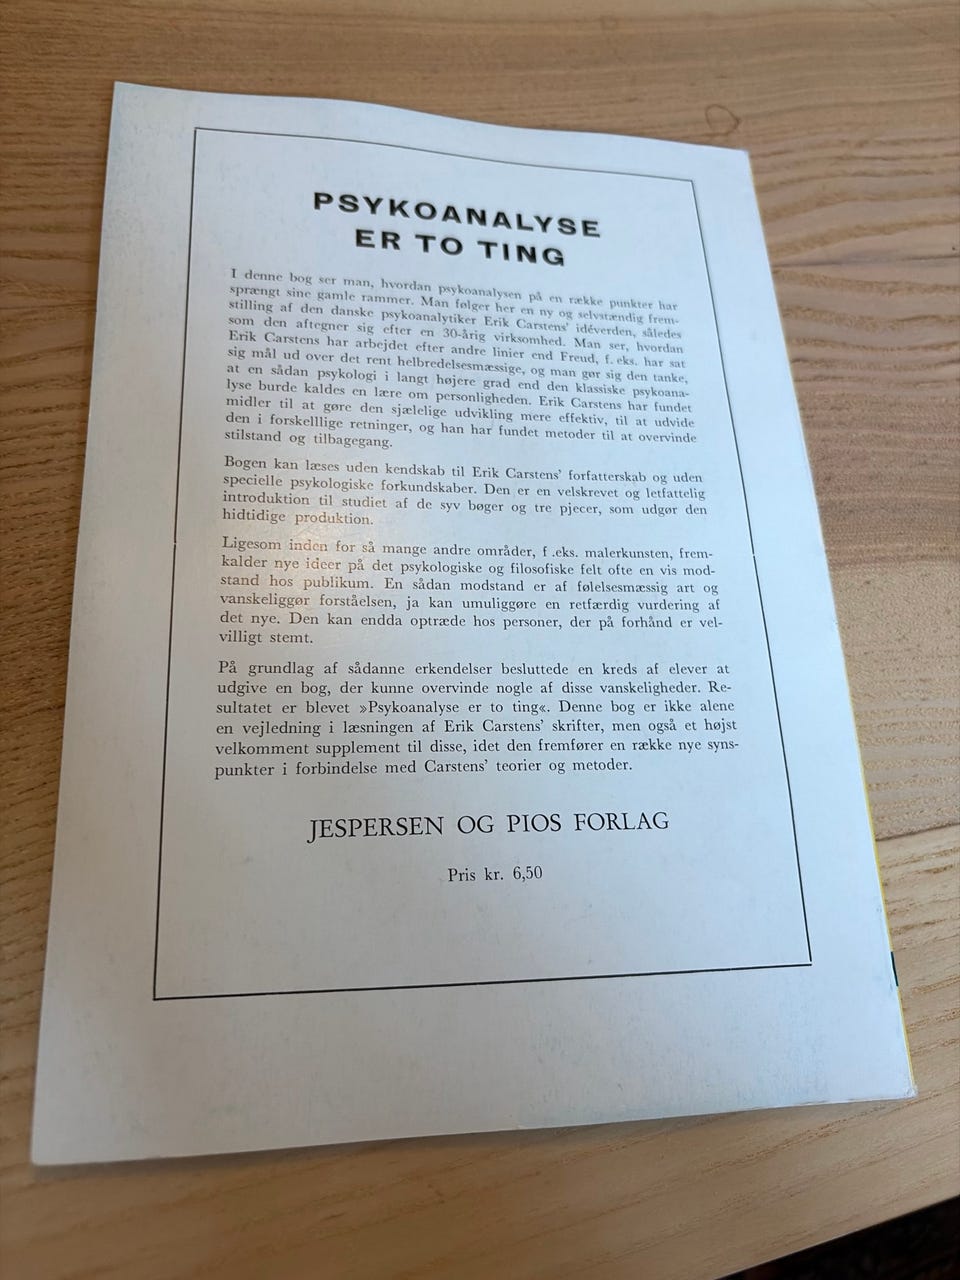 PSYKOANALYSE
ER TO TING
I denne bog ser man, hvordan psykoanalysen på en række punkter har
sprængt sine gamle rammer. Man følger her en ny og selvstændig frem-
stilling af den danske psykoanalytiker Erik Carstens' idéverden, således
som den aftegner sig efter en 30-årig virksomhed. Man ser, hvordan
Erik Carstens har arbejdet efter andre linier end Freud, f. eks. har sat
sig mål ud over det rent helbredelsesmæssige, og man gør sig den tanke,
at en sådan psykologi i langt højere grad end den klassiske psykoana-
lyse burde kaldes en lære om personligheden. Erik Carstens har fundet
midler til at gøre den sjælelige udvikling mere effektiv, til at udvide
den i forskelllige retninger, og han har fundet metoder til at overvinde
stilstand og tilbagegang.
Bogen kan læses uden kendskab til Erik Carstens' forfatterskab og uden
specielle psykologiske forkundskaber. Den er en velskrevet og letfattelig
introduktion til studiet af de syv bøger og tre pjecer, som udgør den
hidtidige produktion.
Ligesom inden for så mange andre områder, f .eks. malerkunsten, frem-
kalder nye ideer på det psykologiske og filosofiske felt ofte en vis mod-
stand hos publikum. En sådan modstand er af følelsesmæssig art og
vanskeliggør forståelsen, ja kan umuliggøre en retfærdig vurdering af
det nye. Den kan endda optræde hos personer, der på forhånd er vel-
villigt stemt.
På grundlag af sådanne erkendelser besluttede en kreds af elever at
udgive en bog, der kunne overvinde nogle af disse vanskeligheder. Re-
sultatet er blevet »Psykoanalyse er to ting«. Denne bog er ikke alene
en vejledning i læsningen af Erik Carstens' skrifter, men også et højst
velkomment supplement til disse, idet den fremfører en række nye syns-
punkter i forbindelse med Carstens' teorier og metoder.
JESPERSEN OG PIOS FORLAG
Pris kr. 6,50